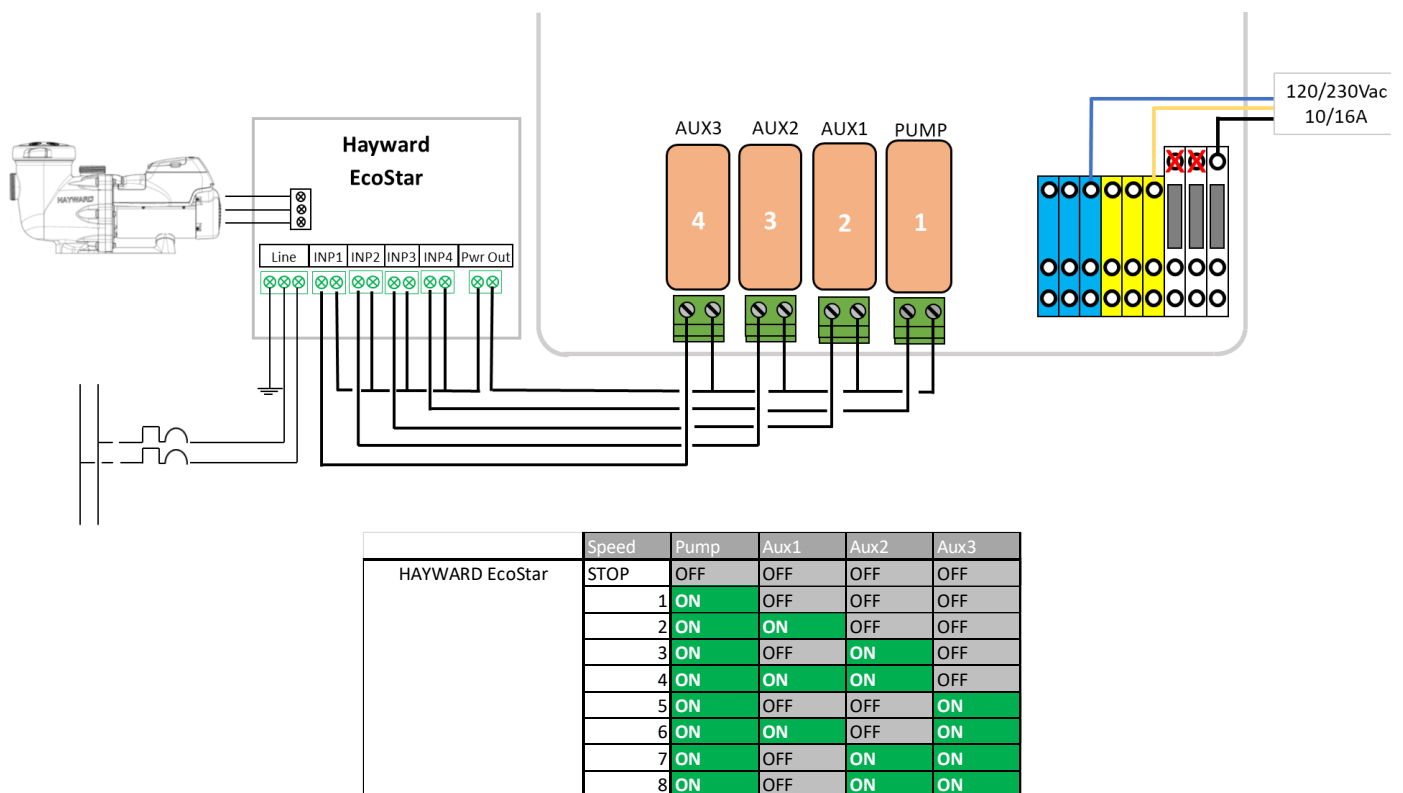 120/230Vac
10/16A
AUX3 AUX2 AUX1 PUMP
Hayward
EcoStar
HAYWARD
4 3 2 1
Line INP1 INP2 INP3 INP4 Pwr Out
Speed Pump Aux1 Aux2 Aux3
HAYWARD EcoStar STOP OFF OFF OFF OFF
1 ON OFF OFF OFF
2 ON ON OFF OFF
3 ON OFF ON OFF
4 ON ON ON OFF
5 ON OFF OFF ON
6 ON ON OFF ON
7 ON OFF ON ON
8 ON OFF ON ON